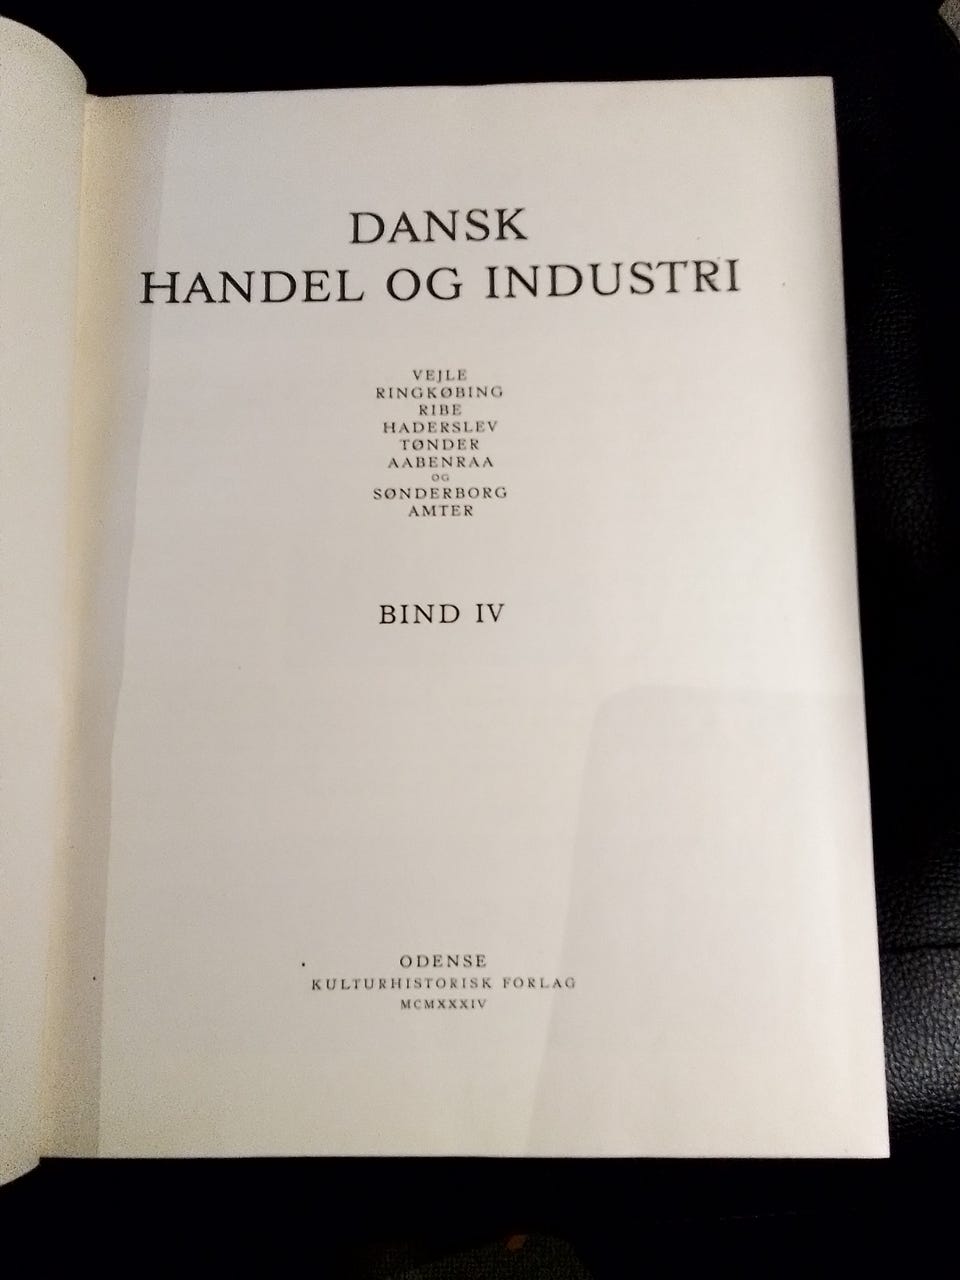 DANSK
HANDEL OG INDUSTRI
VEJLE
RINGKØBING
RIBE
HADERSLEV
TØNDER
AABENRAA
OG
SØNDERBORG
AMTER
BIND IV
ODENSE
KULTURHISTORISK FORLAG
MCMXXXIV